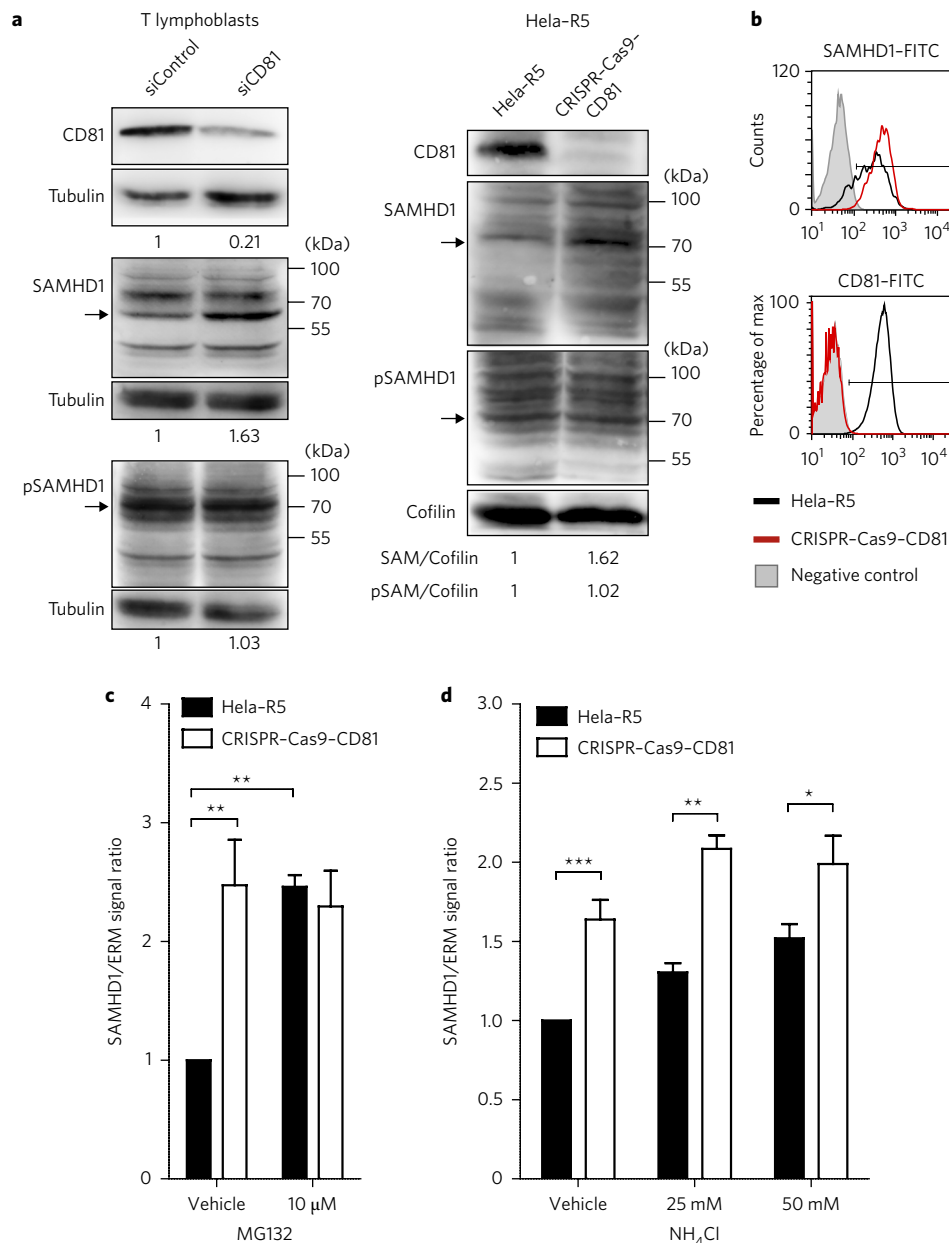 a
T lymphoblasts
siControl
siCD81
CD81
Tubulin
1 0.21
(kDa)
SAMHD1
100
70
55
Tubulin
1 1.63
(kDa)
pSAMHD1
100
70
55
Tubulin
1 1.03
Hela–R5
Hela–R5
CRISPR–Cas9–
CD81
CD81
(kDa)
SAMHD1
100
70
55
(kDa)
pSAMHD1
100
70
55
Cofilin
SAM/Cofilin 1 1.62
pSAM/Cofilin 1 1.02
b
SAMHD1–FITC
120
Counts
0
10¹ 10² 10³ 10⁴
CD81–FITC
100
Percentage of max
0
10¹ 10² 10³ 10⁴
Hela–R5
CRISPR–Cas9–CD81
Negative control
c
Hela–R5
CRISPR–Cas9–CD81
SAMHD1/ERM signal ratio
4
3
2
1
0
**
**
Vehicle 10 μM
MG132
d
Hela–R5
CRISPR–Cas9–CD81
SAMHD1/ERM signal ratio
3.0
2.5
2.0
1.5
1.0
0.5
0
***
**
*
Vehicle 25 mM 50 mM
NH₄Cl